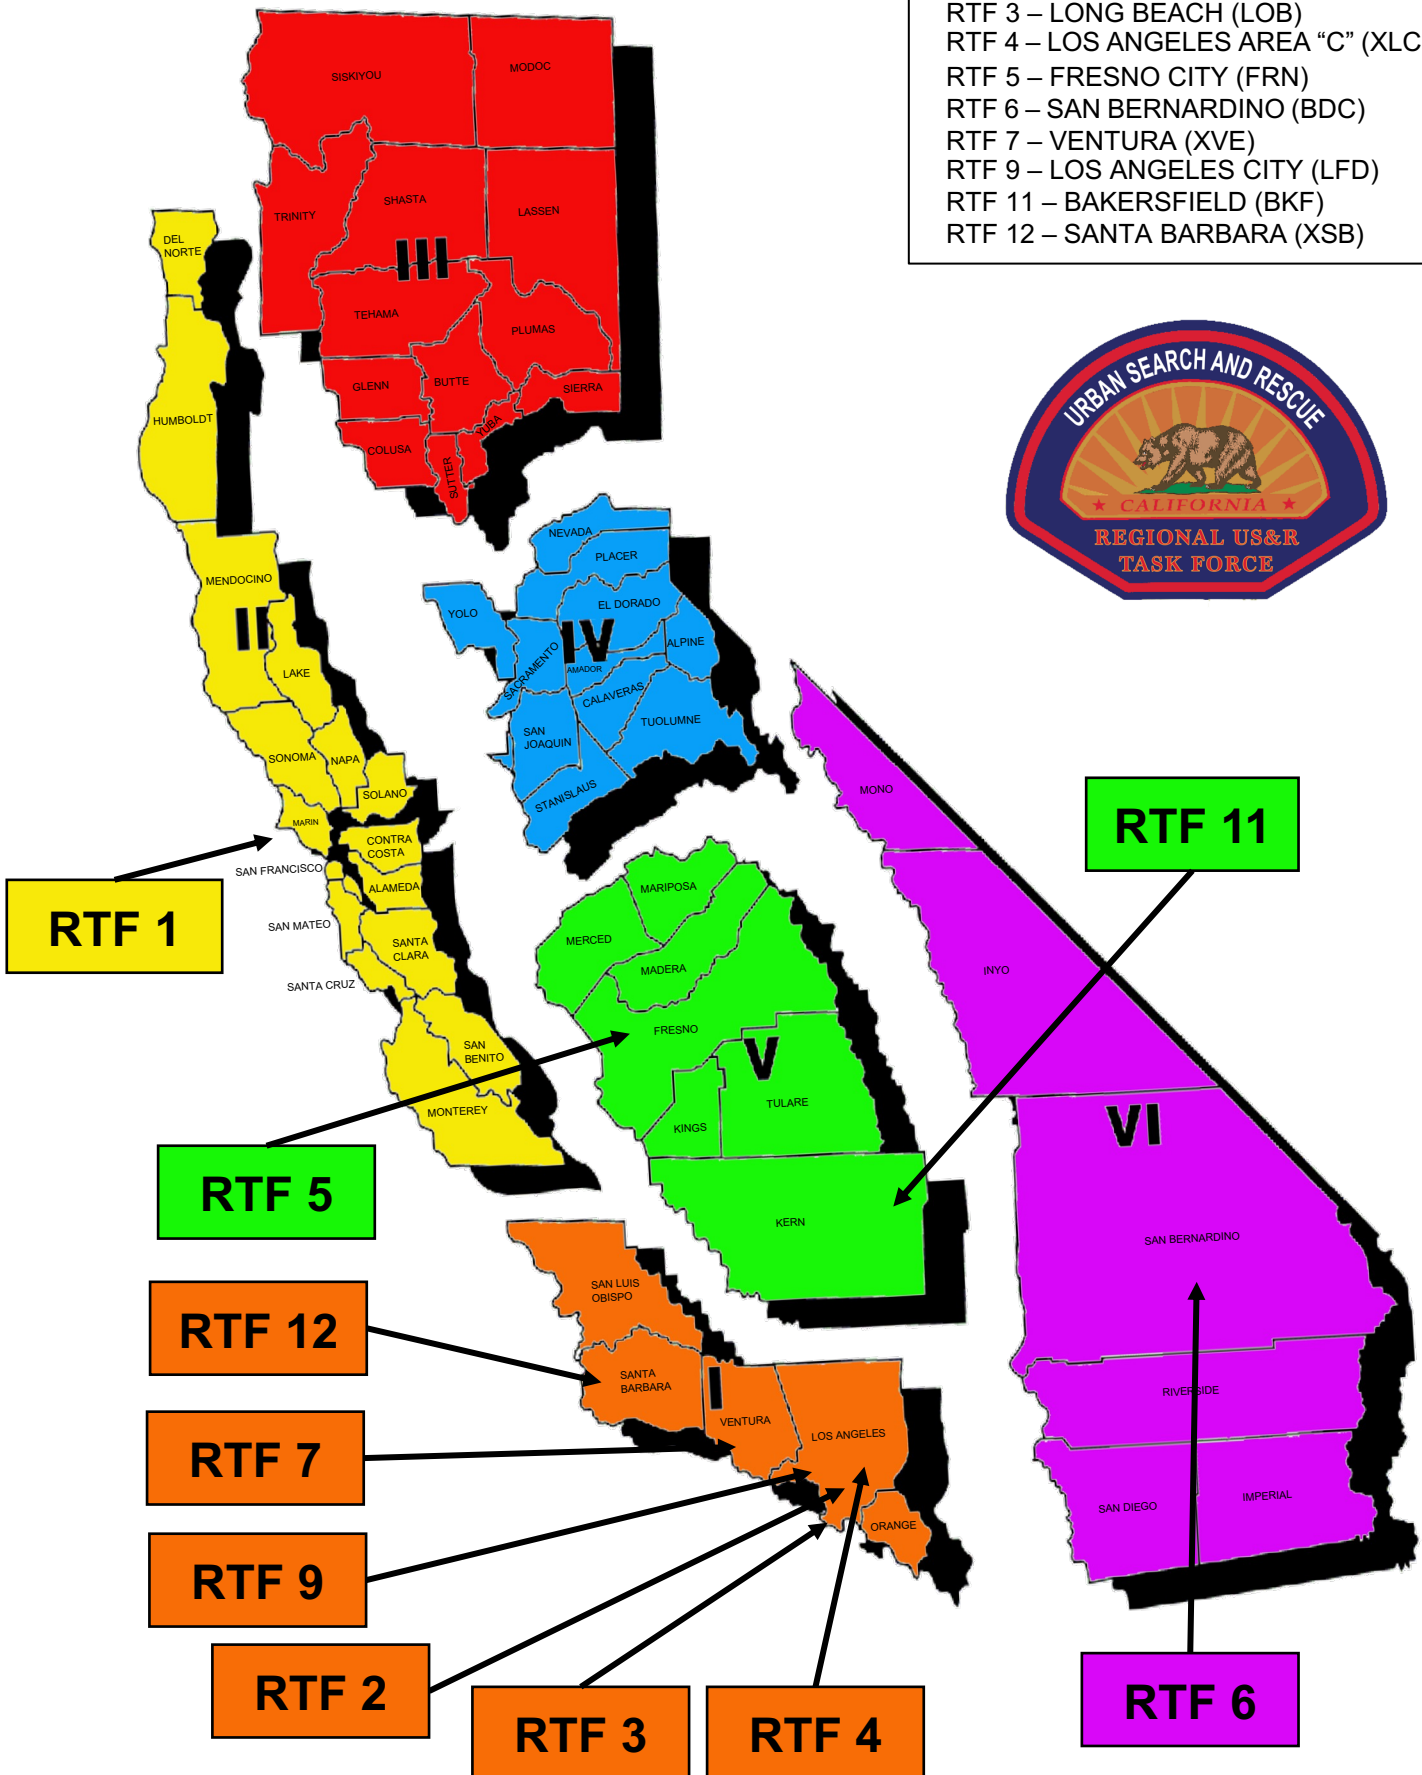 RTF 3 – LONG BEACH (LOB)
RTF 4 – LOS ANGELES AREA “C” (XLC
RTF 5 – FRESNO CITY (FRN)
RTF 6 – SAN BERNARDINO (BDC)
RTF 7 – VENTURA (XVE)
RTF 9 – LOS ANGELES CITY (LFD)
RTF 11 – BAKERSFIELD (BKF)
RTF 12 – SANTA BARBARA (XSB)
URBAN SEARCH AND RESCUE
★ CALIFORNIA ★
REGIONAL US&R
TASK FORCE
SISKIYOU
MODOC
TRINITY
SHASTA
LASSEN
III
TEHAMA
PLUMAS
GLENN
BUTTE
SIERRA
YUBA
COLUSA
SUTTER
DEL
NORTE
HUMBOLDT
MENDOCINO
II
LAKE
SONOMA
NAPA
SOLANO
MARIN
CONTRA
COSTA
SAN FRANCISCO
ALAMEDA
SAN MATEO
SANTA
CLARA
SANTA CRUZ
SAN
BENITO
MONTEREY
NEVADA
PLACER
YOLO
EL DORADO
IV
ALPINE
SACRAMENTO
AMADOR
CALAVERAS
TUOLUMNE
SAN
JOAQUIN
STANISLAUS
MONO
INYO
VI
SAN BERNARDINO
RIVERSIDE
SAN DIEGO
IMPERIAL
MARIPOSA
MERCED
MADERA
FRESNO
V
TULARE
KINGS
KERN
SAN LUIS
OBISPO
SANTA
BARBARA
I
VENTURA
LOS ANGELES
ORANGE
RTF 11
RTF 1
RTF 5
RTF 12
RTF 7
RTF 9
RTF 2
RTF 3
RTF 4
RTF 6